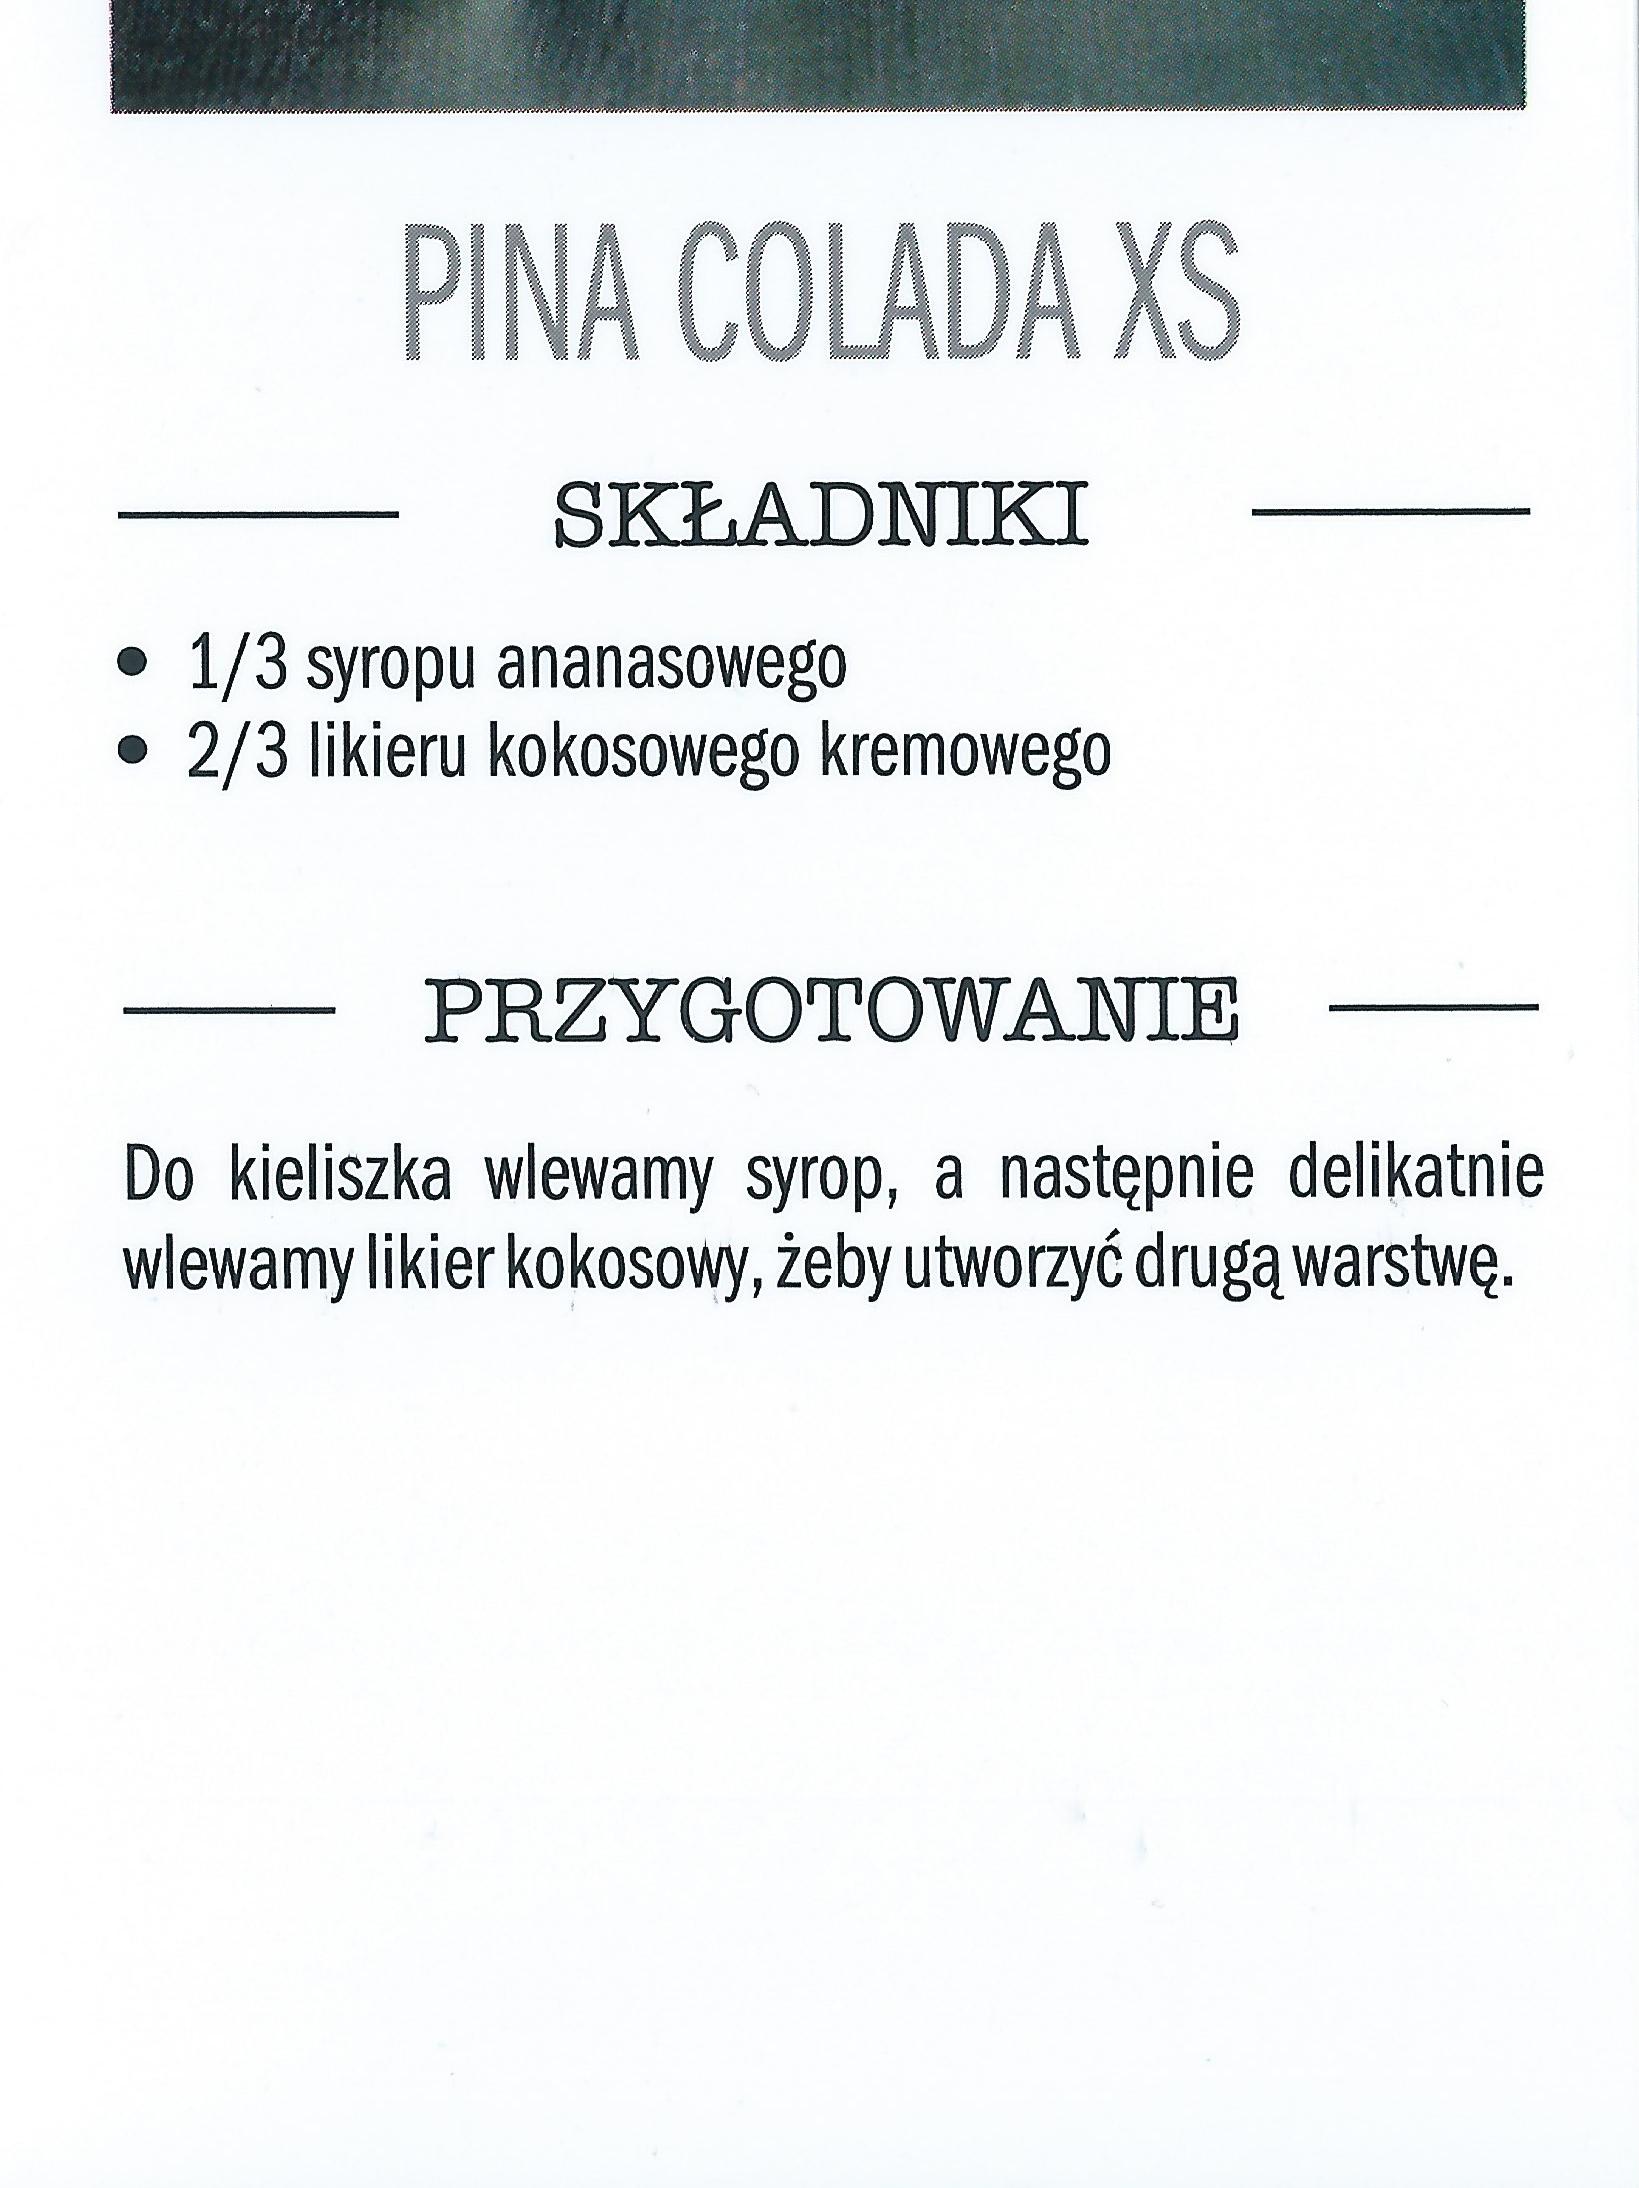 PINA COLADA XS
SKŁADNIKI
• 1/3 syropu ananasowego
• 2/3 likieru kokosowego kremowego
PRZYGOTOWANIE
Do kieliszka wlewamy syrop, a następnie delikatnie
wlewamy likier kokosowy, żeby utworzyć drugą warstwę.